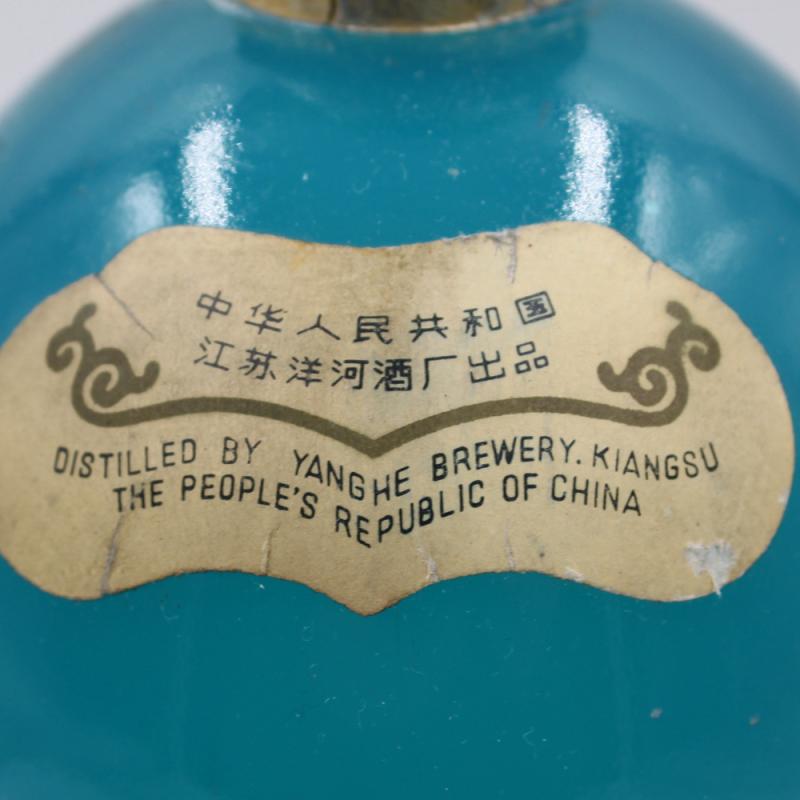 中华人民共和国
江苏洋河酒厂出品
DISTILLED BY YANGHE BREWERY. KIANGSU
THE PEOPLE'S REPUBLIC OF CHINA